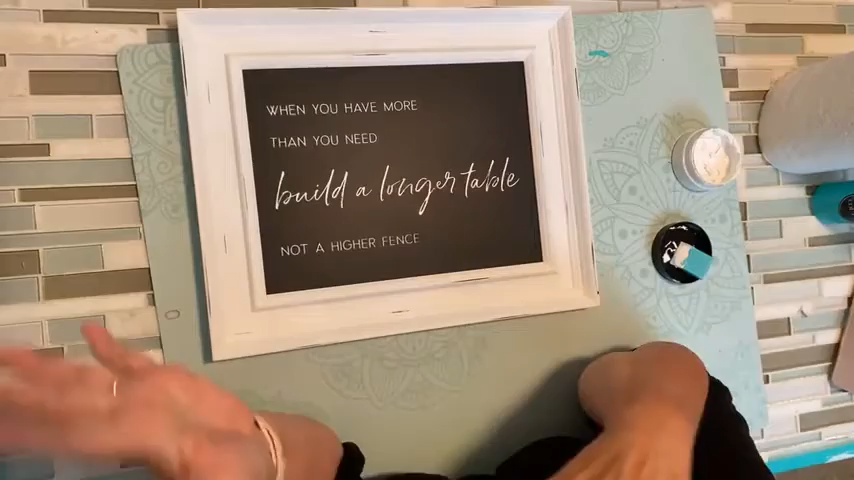 WHEN YOU HAVE MORE
THAN YOU NEED
build a longer table
NOT A HIGHER FENCE